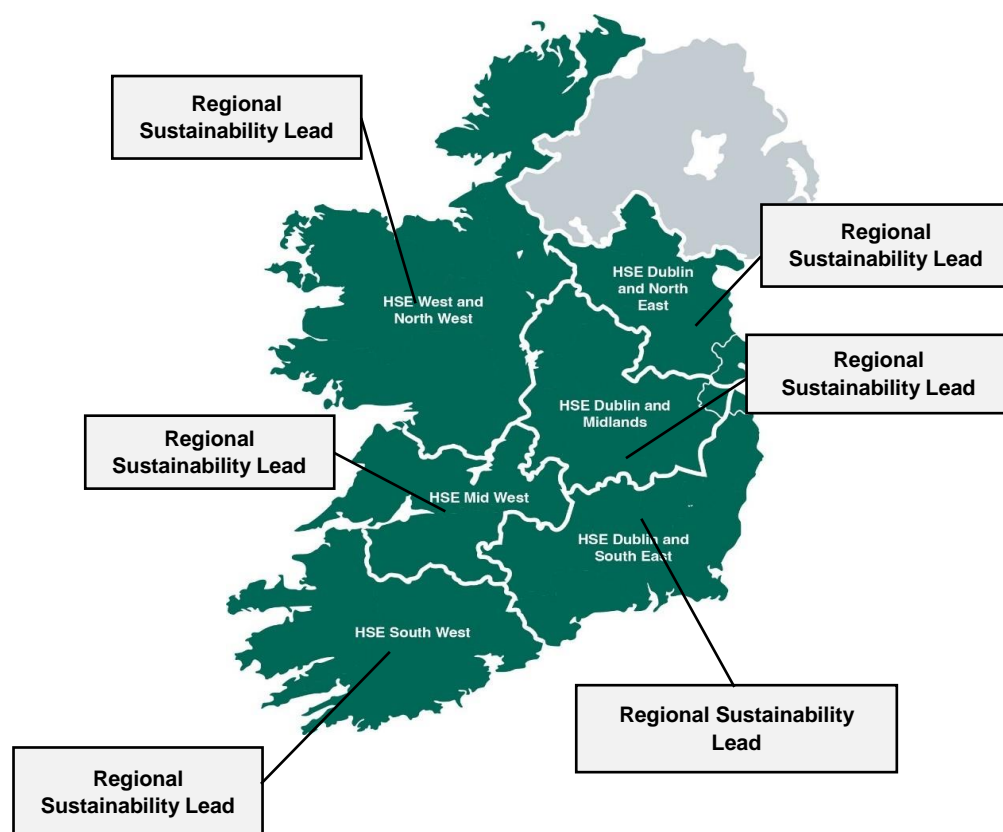 Regional
Sustainability Lead
Regional
Sustainability Lead
HSE Dublin
and North
East
HSE West and
North West
Regional
Sustainability Lead
HSE Dublin and
Midlands
Regional
Sustainability Lead
HSE Mid West
HSE Dublin and
South East
HSE South West
Regional Sustainability
Lead
Regional
Sustainability Lead